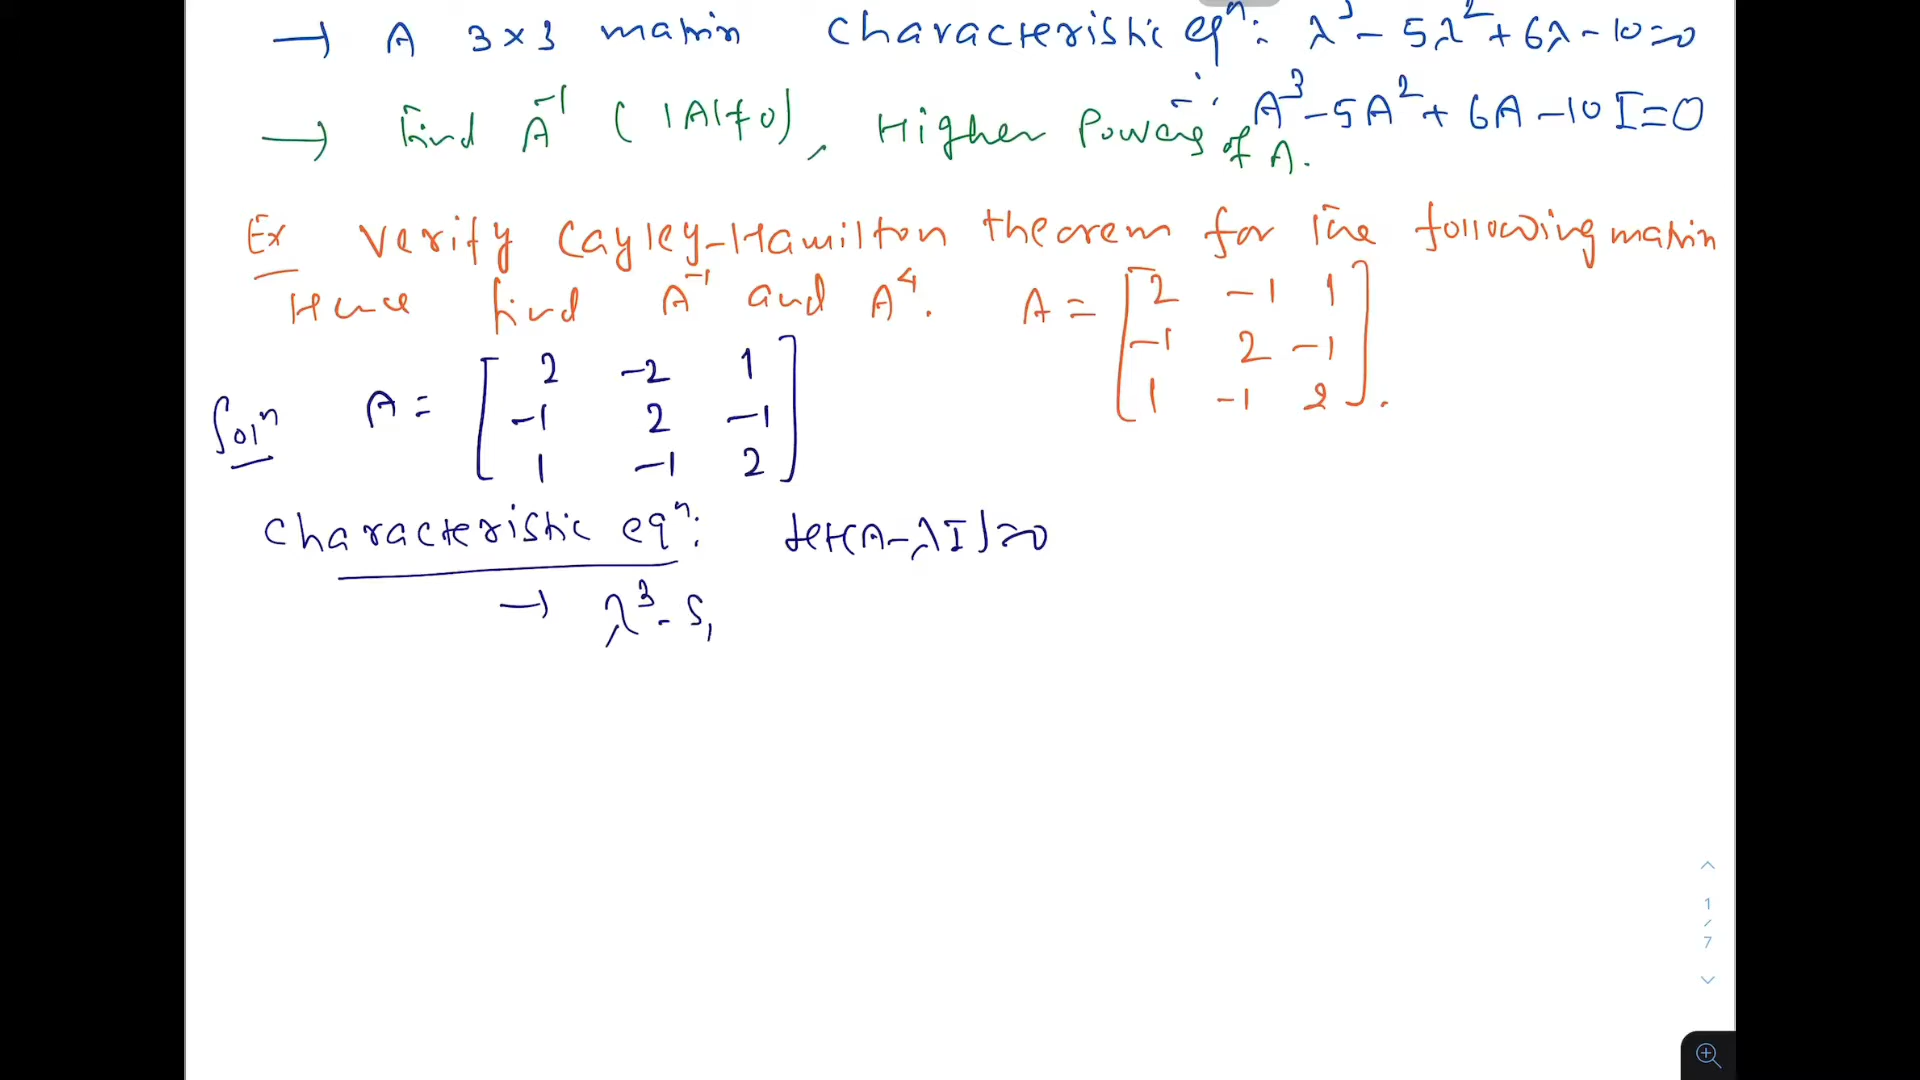 → A 3×3 matrix characteristic eqⁿ: λ³ - 5λ² + 6λ - 10 = 0
∴ A³ - 5A² + 6A - 10I = 0
→ Find A⁻¹ (|A| ≠ 0), Higher Powers of A.
Ex Verify Cayley-Hamilton theorem for the following matrix
Hence find A⁻¹ and A⁴. A = [2 -1 1
-1 2 -1
1 -1 2].
Solⁿ A = [2 -2 1
-1 2 -1
1 -1 2]
Characteristic eqⁿ: det(A-λI)=0
→ λ³ - S₁
1
/
7